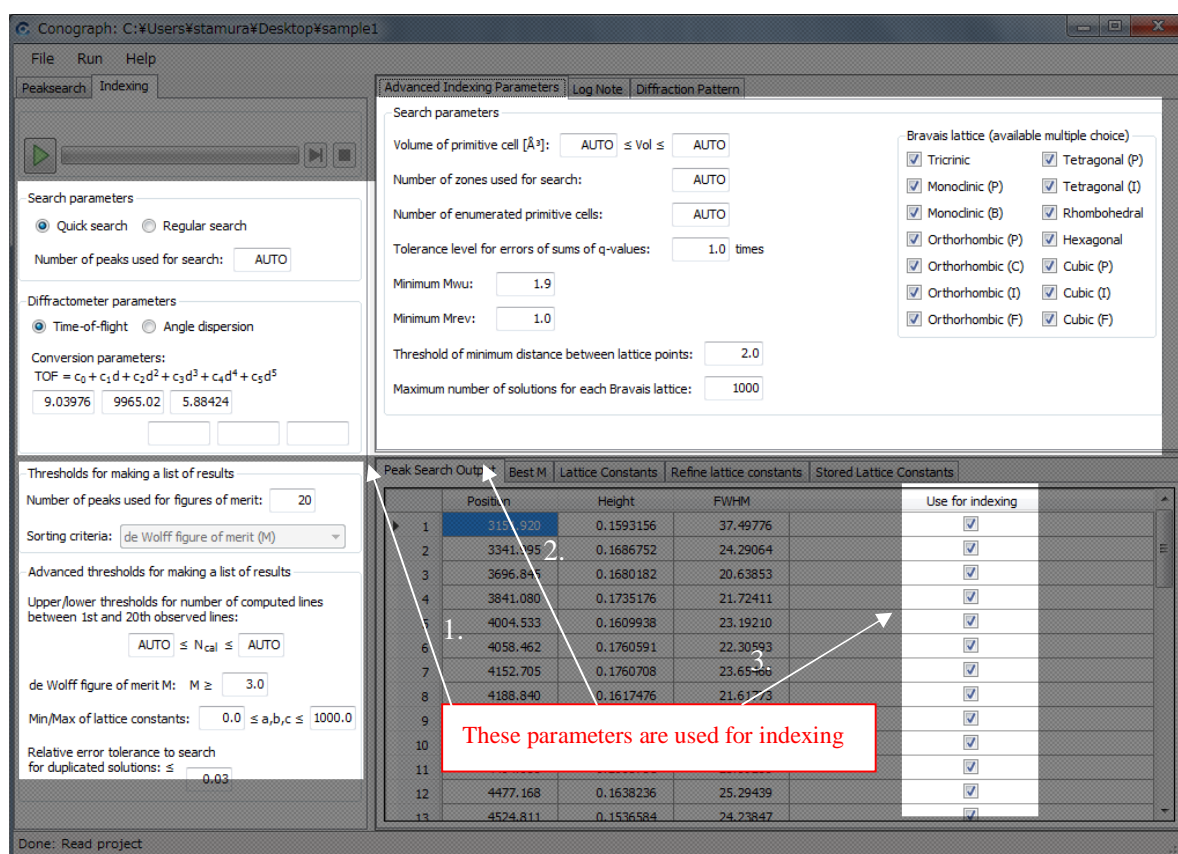 Conograph: C:¥Users¥stamura¥Desktop¥sample1
File Run Help
Peaksearch Indexing
Search parameters
Quick search Regular search
Number of peaks used for search: AUTO
Diffractometer parameters
Time-of-flight Angle dispersion
Conversion parameters:
TOF = c₀ + c₁d + c₂d² + c₃d³ + c₄d⁴ + c₅d⁵
9.03976 9965.02 5.88424
Thresholds for making a list of results
Number of peaks used for figures of merit: 20
Sorting criteria: de Wolff figure of merit (M)
Advanced thresholds for making a list of results
Upper/lower thresholds for number of computed lines
between 1st and 20th observed lines:
AUTO ≤ Ncal ≤ AUTO
de Wolff figure of merit M: M ≥ 3.0
Min/Max of lattice constants: 0.0 ≤ a,b,c ≤ 1000.0
Relative error tolerance to search
for duplicated solutions: ≤ 0.03
Advanced Indexing Parameters Log Note Diffraction Pattern
Search parameters
Volume of primitive cell [Å³]: AUTO ≤ Vol ≤ AUTO
Number of zones used for search: AUTO
Number of enumerated primitive cells: AUTO
Tolerance level for errors of sums of q-values: 1.0 times
Minimum Mwu: 1.9
Minimum Mrev: 1.0
Threshold of minimum distance between lattice points: 2.0
Maximum number of solutions for each Bravais lattice: 1000
Bravais lattice (available multiple choice)
Tricrinic Tetragonal (P)
Monoclinic (P) Tetragonal (I)
Monoclinic (B) Rhombohedral
Orthorhombic (P) Hexagonal
Orthorhombic (C) Cubic (P)
Orthorhombic (I) Cubic (I)
Orthorhombic (F) Cubic (F)
Peak Search Output Best M Lattice Constants Refine lattice constants Stored Lattice Constants
Position Height FWHM Use for indexing
1 3151.920 0.1593156 37.49776
2 3341.995 0.1686752 24.29064
3 3696.845 0.1680182 20.63853
4 3841.080 0.1735176 21.72411
5 4004.533 0.1609938 23.19210
6 4058.462 0.1760591 22.30593
7 4152.705 0.1760708 23.65466
8 4188.840 0.1617476 21.61773
9
10
11
12 4477.168 0.1638236 25.29439
13 4524.811 0.1536584 24.23847
1.
2.
3.
These parameters are used for indexing
Done: Read project